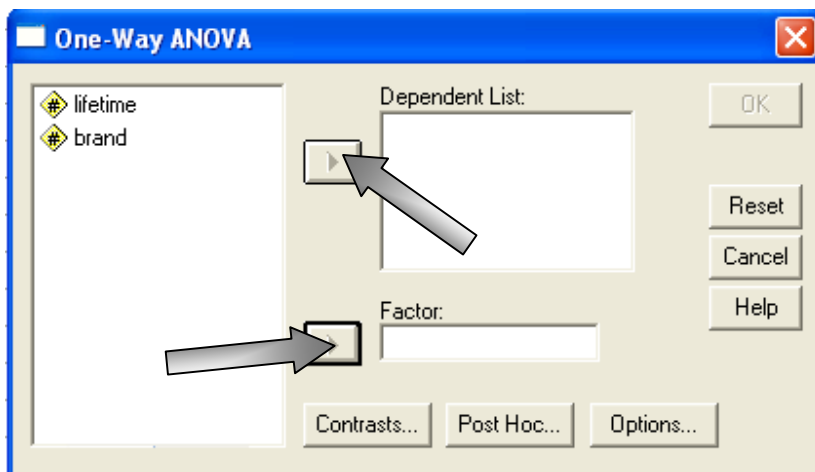 One-Way ANOVA
lifetime
brand
Dependent List:
Factor:
OK
Reset
Cancel
Help
Contrasts...
Post Hoc...
Options...